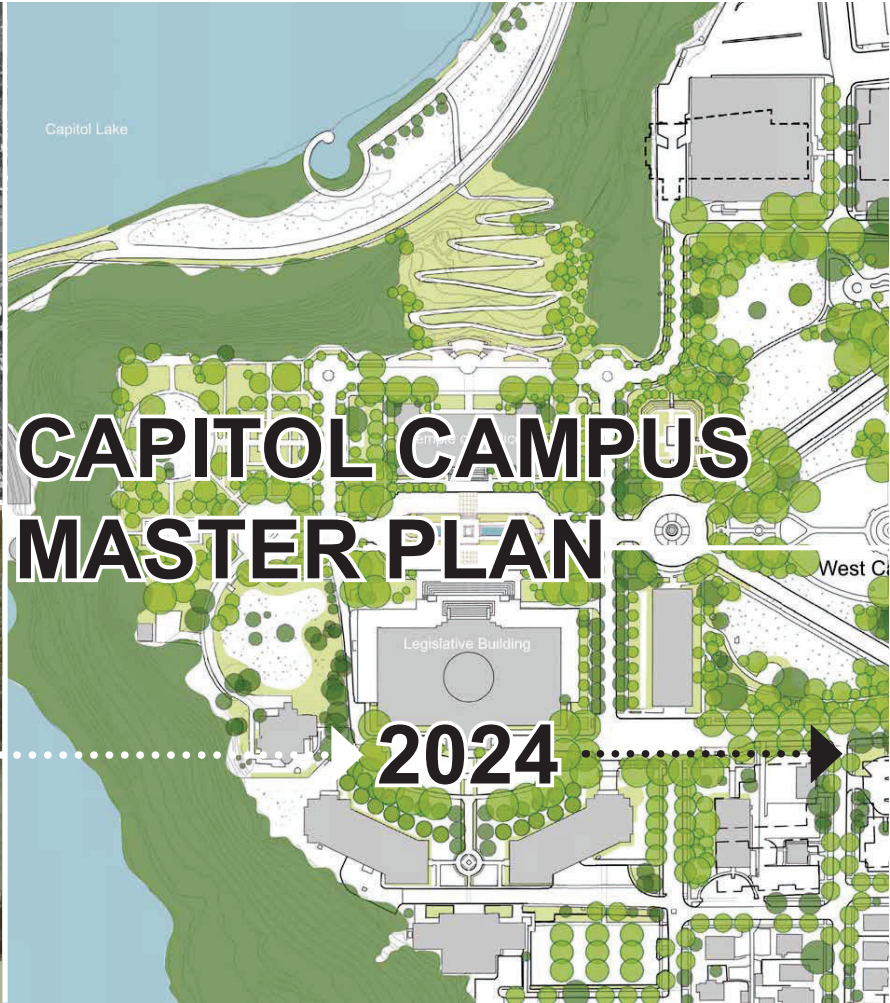 Capitol Lake
CAPITOL CAMPUS
MASTER PLAN
West Ca
Legislative Building
2024